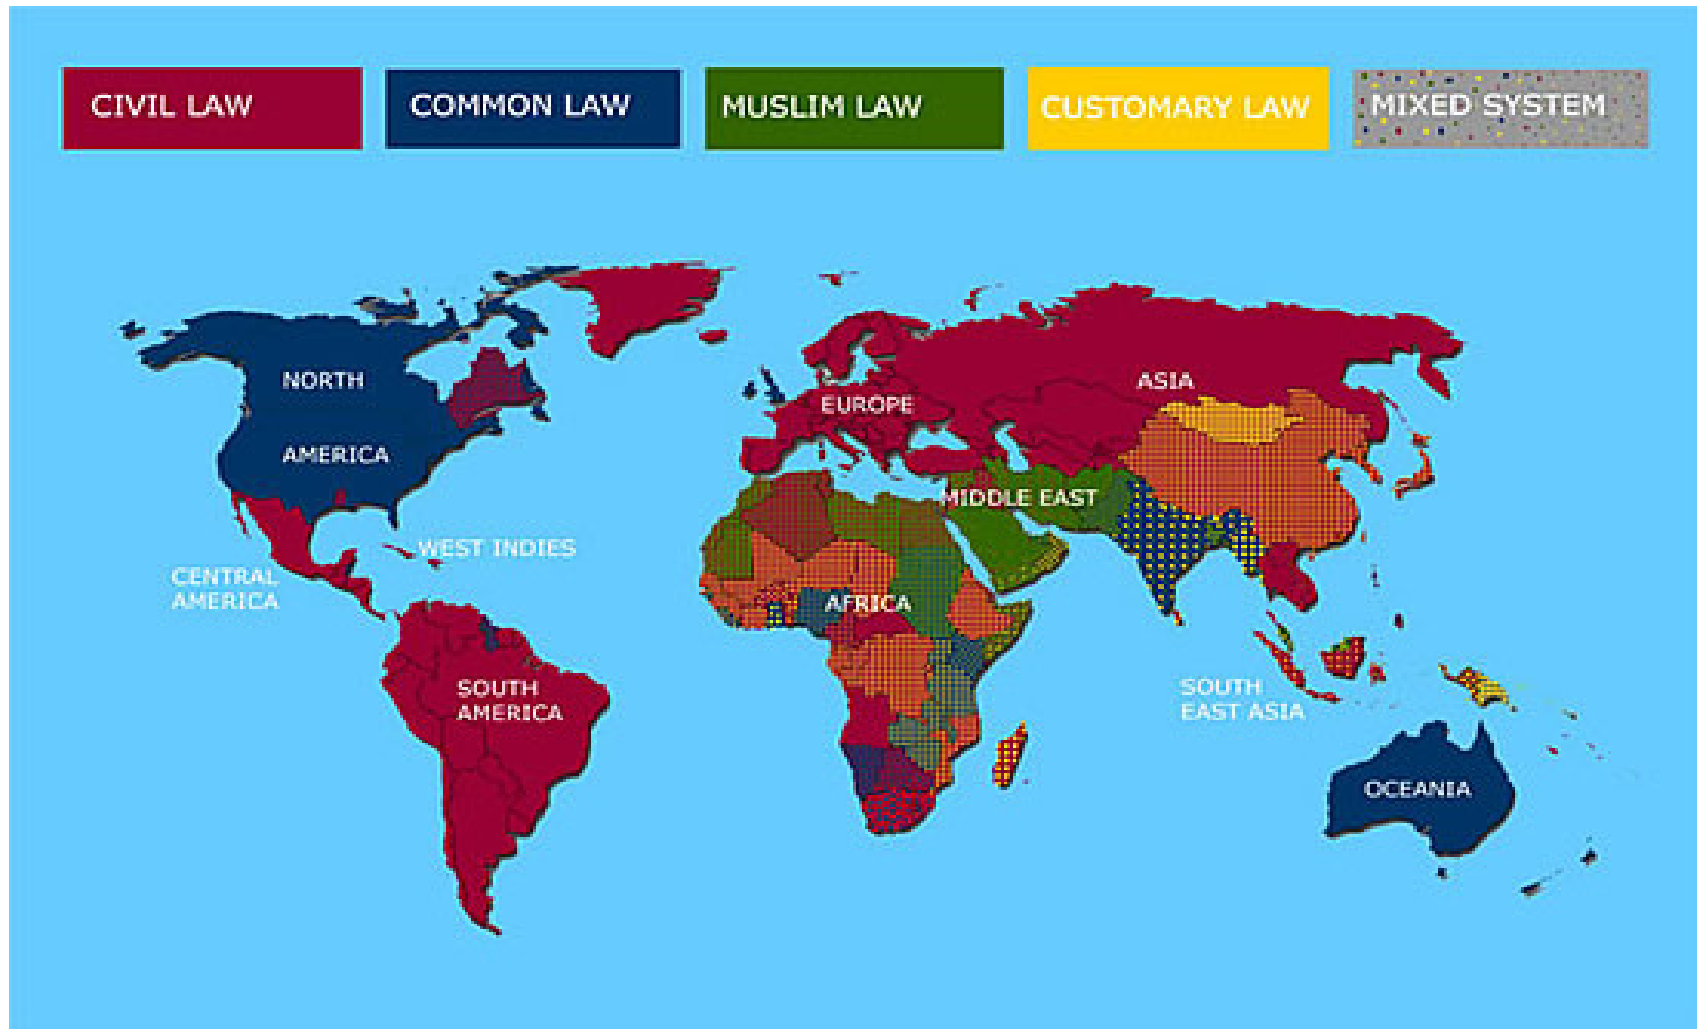 CIVIL LAW
COMMON LAW
MUSLIM LAW
CUSTOMARY LAW
MIXED SYSTEM
NORTH
AMERICA
ASIA
EUROPE
MIDDLE EAST
WEST INDIES
CENTRAL
AMERICA
AFRICA
SOUTH
AMERICA
SOUTH
EAST ASIA
OCEANIA